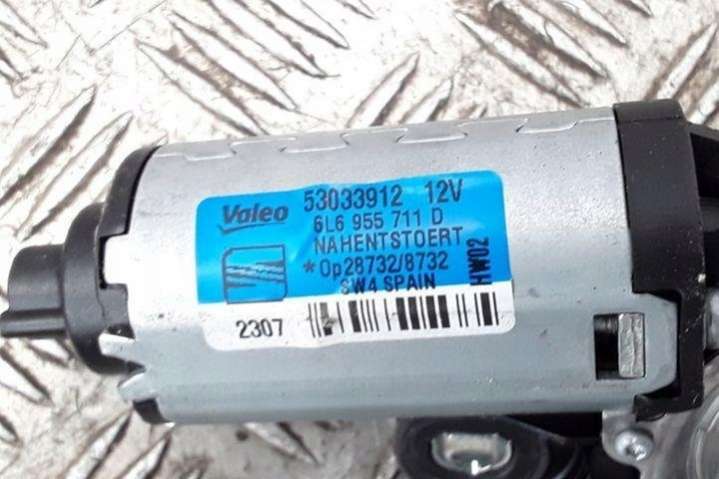 Valeo 53033912 12V
6L6 955 711 D
NAHENTSTOERT
*Op28732/8732
SW4 SPAIN
HW02
2307